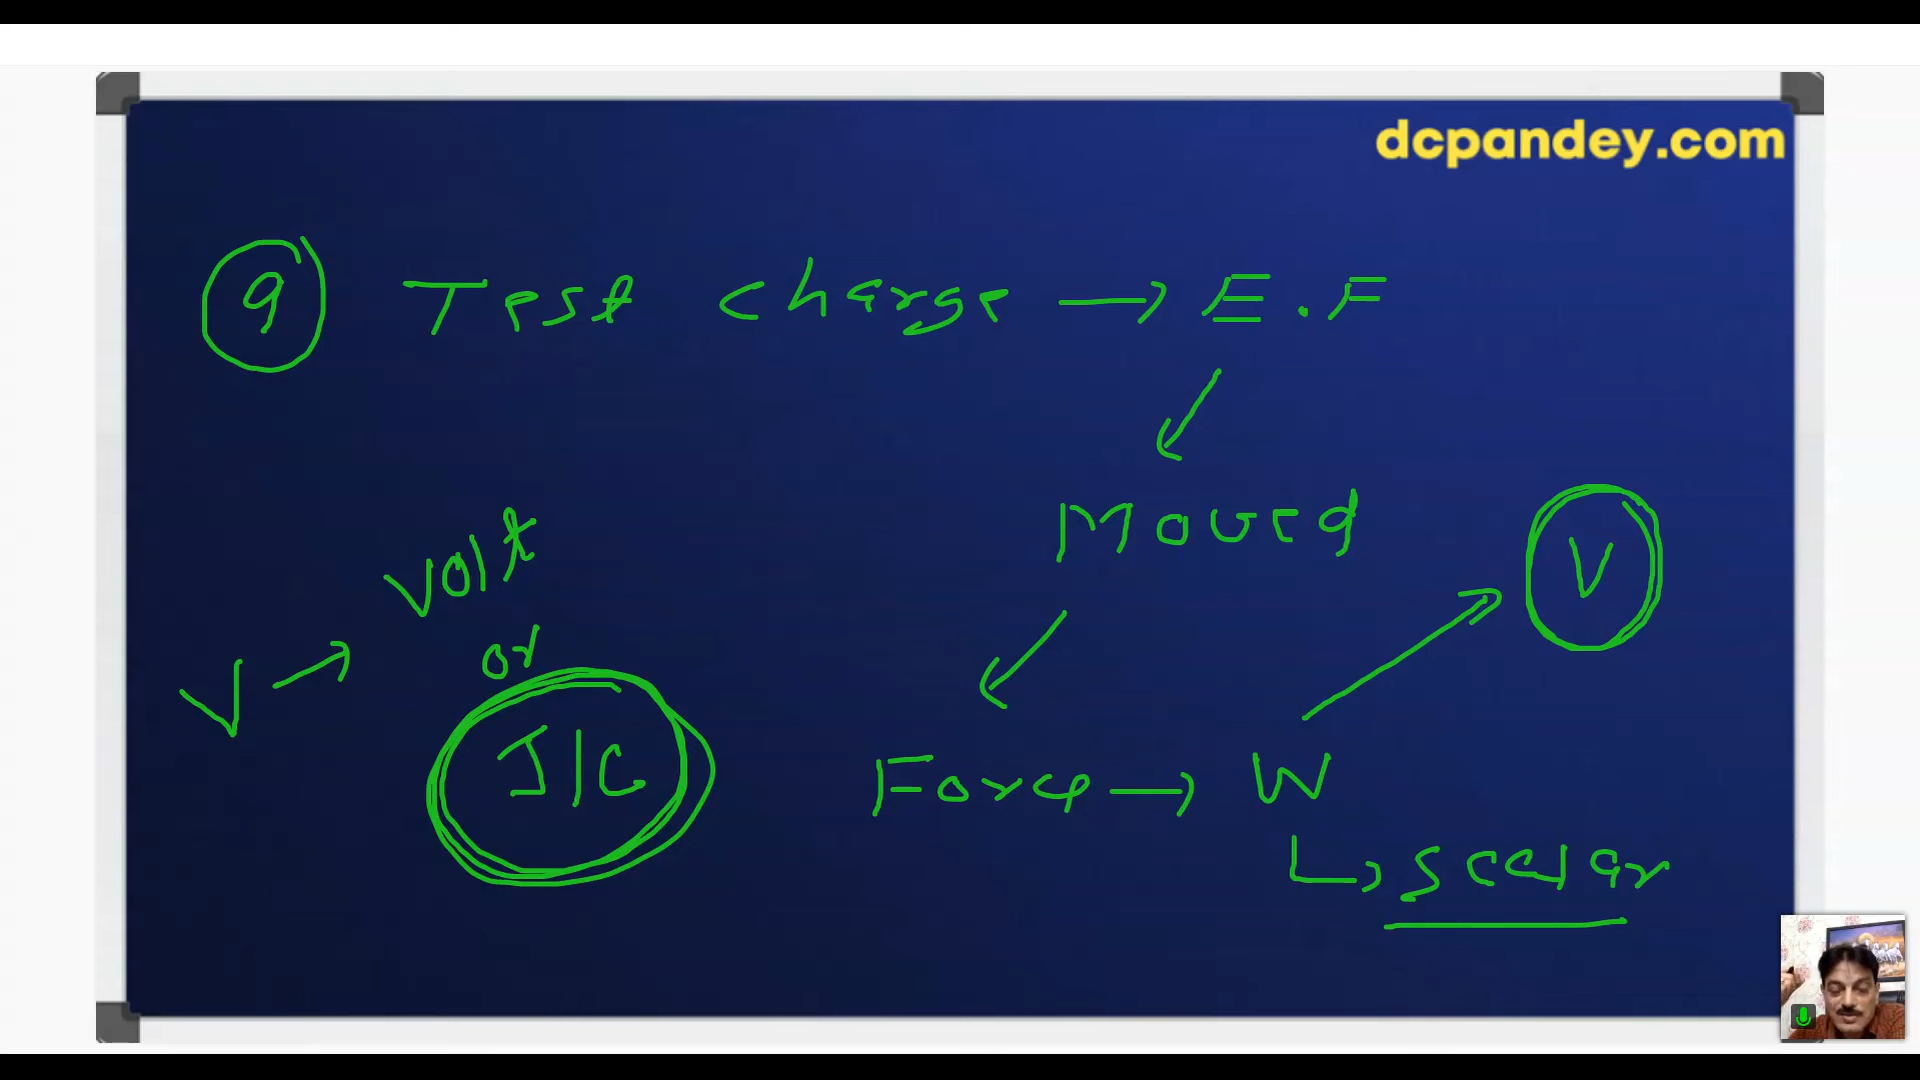 dcpandey.com
9 Test charge → E.F
Moved
V
Volt
or
V →
J/C
Force → W
↳ scalar